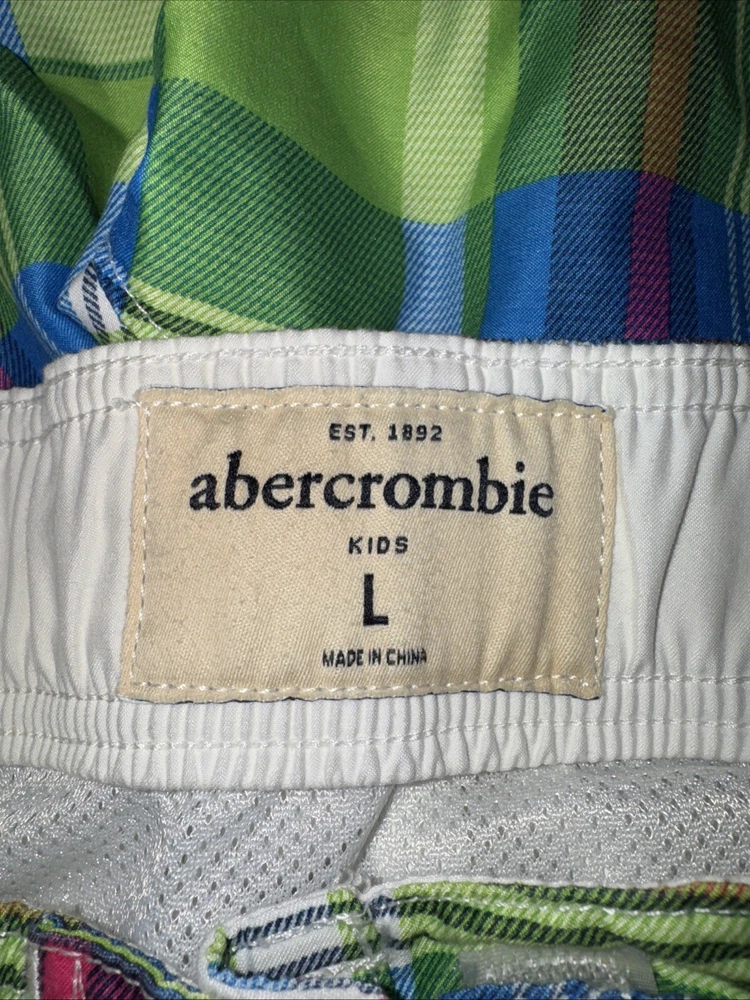 EST. 1892
abercrombie
KIDS
L
MADE IN CHINA